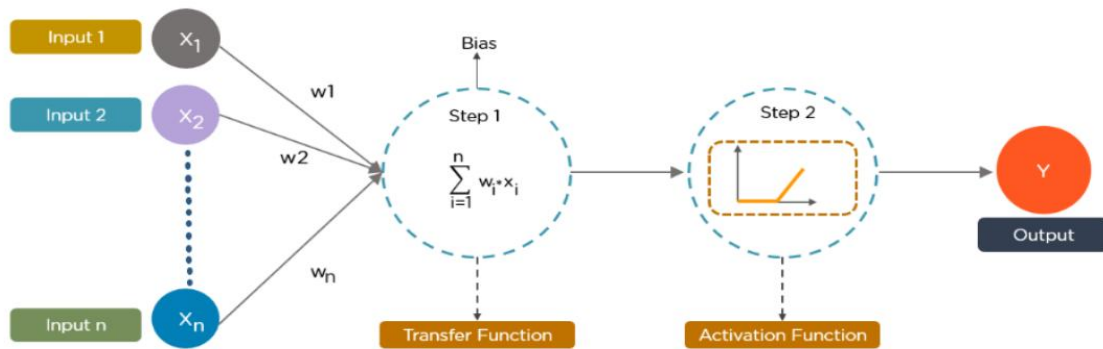 Input 1
X1
Input 2
X2
Input n
Xn
w1
w2
wn
Bias
Step 1
n
∑ wi*xi
i=1
Transfer Function
Step 2
Activation Function
Y
Output